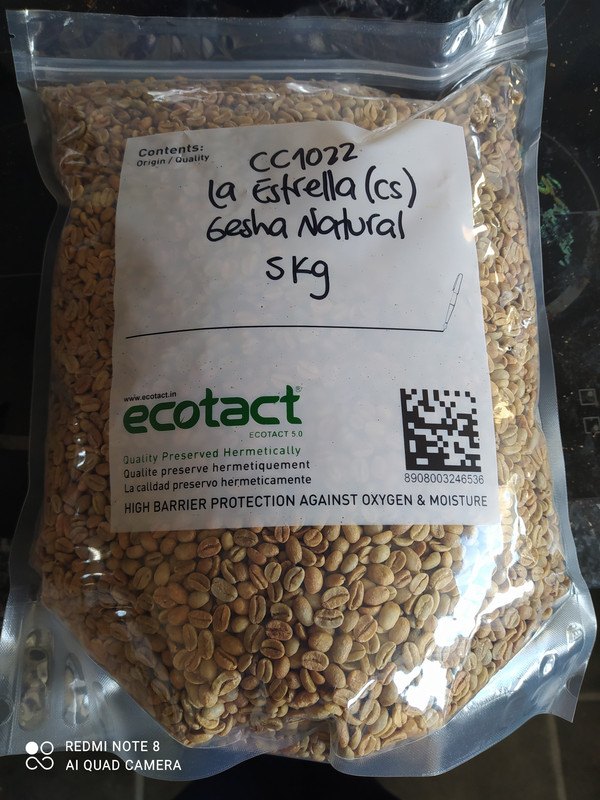 Contents:
Origin / Quality
CC1022
La Estrella (CS)
Gesha Natural
5Kg
www.ecotact.in
ecotact®
ECOTACT 5.0
Quality Preserved Hermetically
Qualite preserve hermetiquement
La calidad preservo hermeticamente
HIGH BARRIER PROTECTION AGAINST OXYGEN & MOISTURE
8908003246536
REDMI NOTE 8
AI QUAD CAMERA